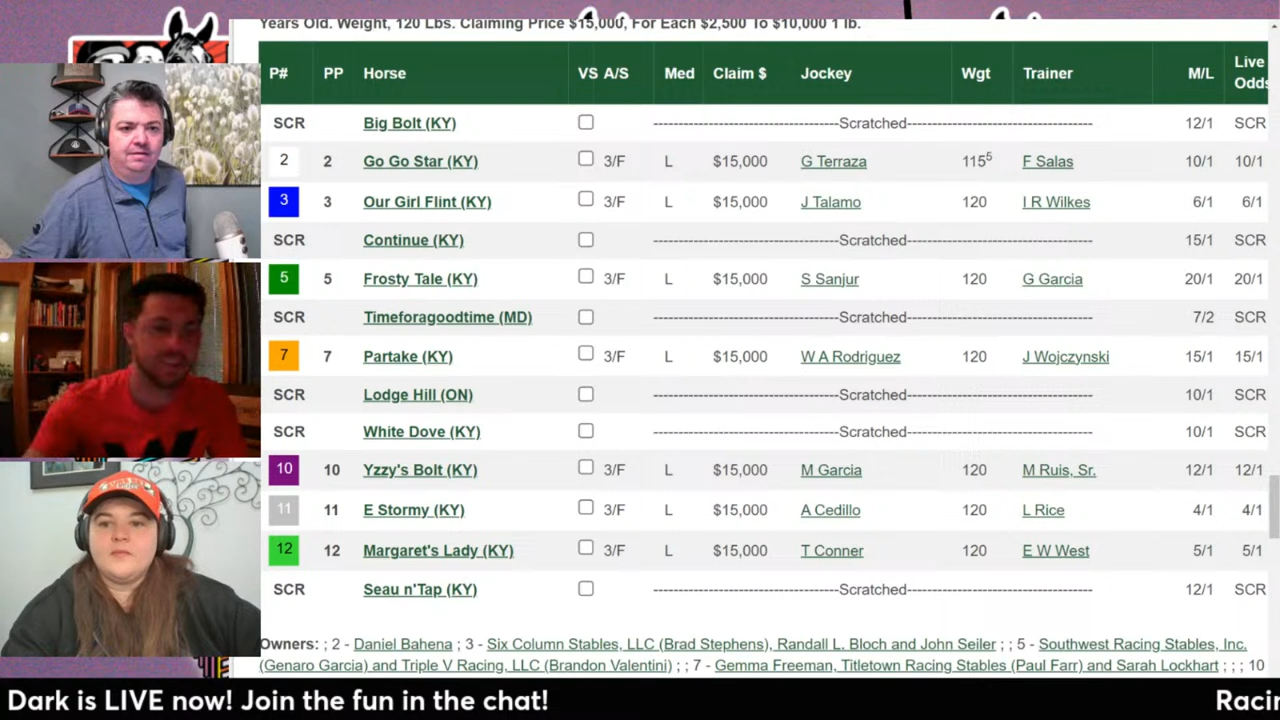 Years Old. Weight, 120 Lbs. Claiming Price $15,000, For Each $2,500 To $10,000 1 lb.
P# PP Horse VS A/S Med Claim $ Jockey Wgt Trainer M/L Live Odds
SCR Big Bolt (KY) ---Scratched--- 12/1 SCR
2 2 Go Go Star (KY) 3/F L $15,000 G Terraza 115⁵ F Salas 10/1 10/1
3 3 Our Girl Flint (KY) 3/F L $15,000 J Talamo 120 I R Wilkes 6/1 6/1
SCR Continue (KY) ---Scratched--- 15/1 SCR
5 5 Frosty Tale (KY) 3/F L $15,000 S Sanjur 120 G Garcia 20/1 20/1
SCR Timeforagoodtime (MD) ---Scratched--- 7/2 SCR
7 7 Partake (KY) 3/F L $15,000 W A Rodriguez 120 J Wojczynski 15/1 15/1
SCR Lodge Hill (ON) ---Scratched--- 10/1 SCR
SCR White Dove (KY) ---Scratched--- 10/1 SCR
10 10 Yzzy's Bolt (KY) 3/F L $15,000 M Garcia 120 M Ruis, Sr. 12/1 12/1
11 11 E Stormy (KY) 3/F L $15,000 A Cedillo 120 L Rice 4/1 4/1
12 12 Margaret's Lady (KY) 3/F L $15,000 T Conner 120 E W West 5/1 5/1
SCR Seau n'Tap (KY) ---Scratched--- 12/1 SCR
Owners: ; 2 - Daniel Bahena ; 3 - Six Column Stables, LLC (Brad Stephens), Randall L. Bloch and John Seiler ; ; 5 - Southwest Racing Stables, Inc.
(Genaro Garcia) and Triple V Racing, LLC (Brandon Valentini) ; ; 7 - Gemma Freeman, Titletown Racing Stables (Paul Farr) and Sarah Lockhart ; ; ; 10
Dark is LIVE now! Join the fun in the chat! Racin